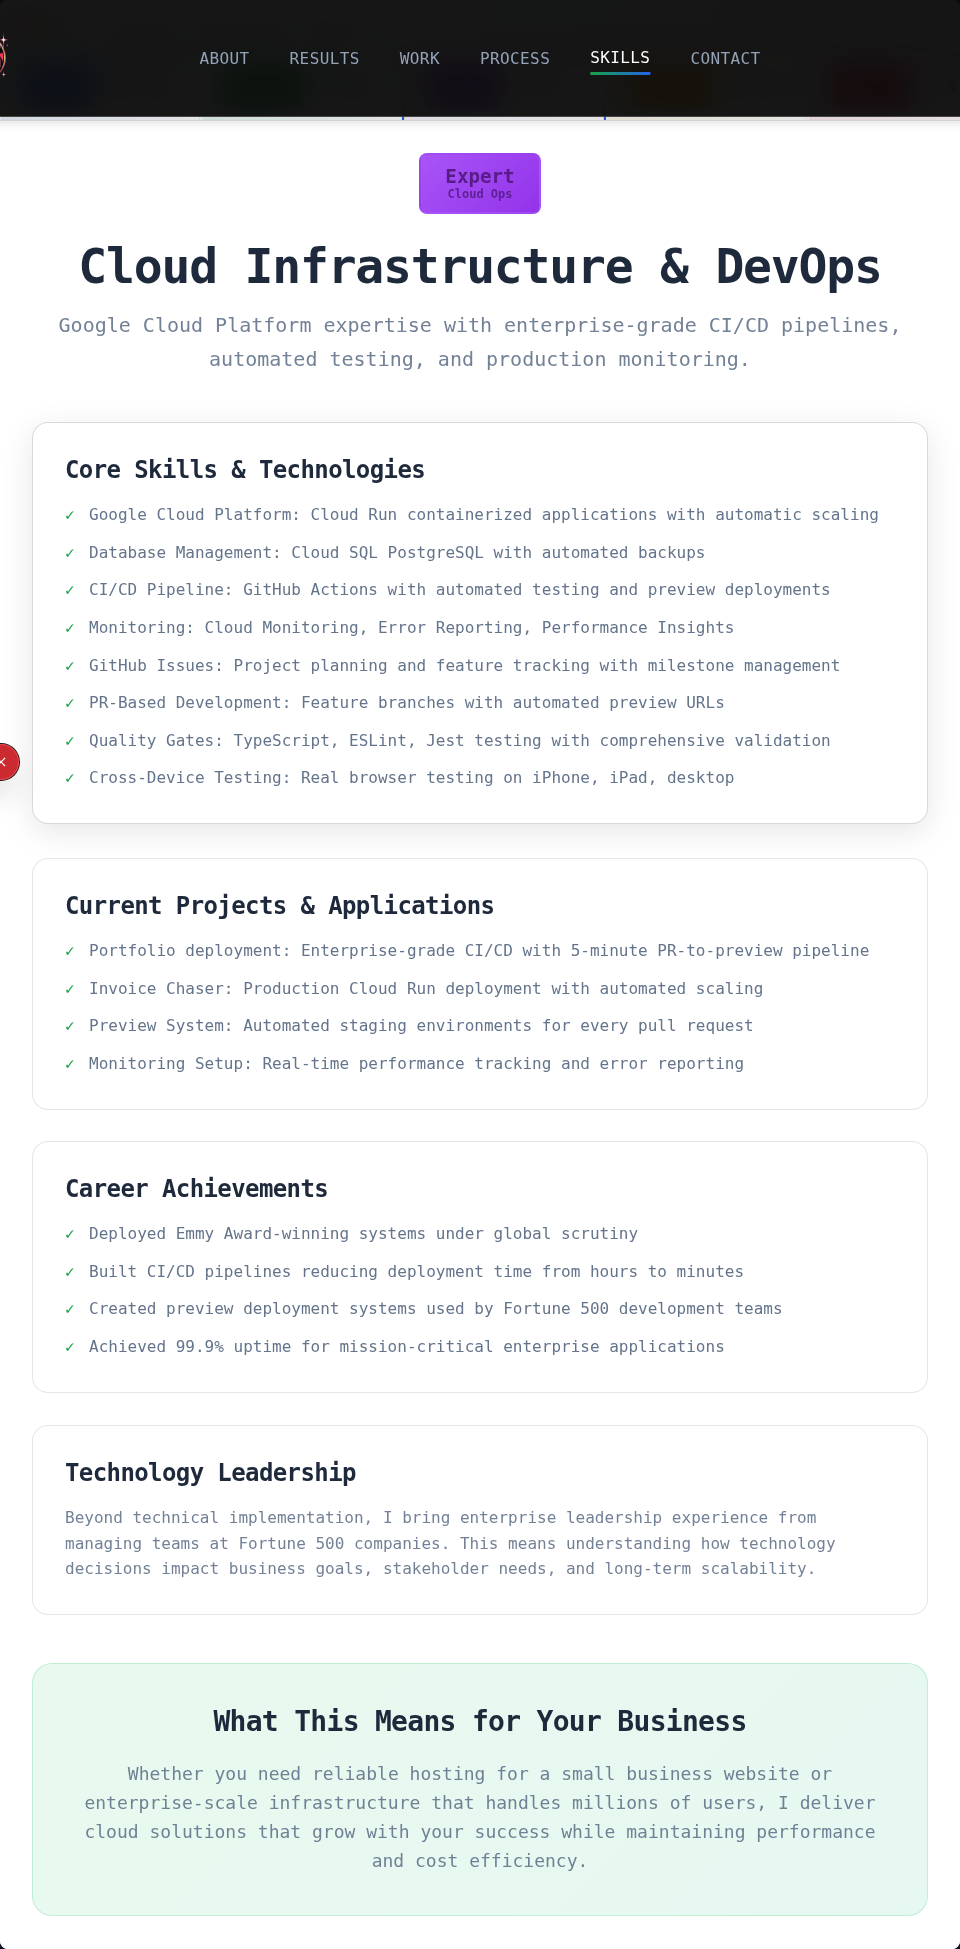 ABOUT RESULTS WORK PROCESS SKILLS CONTACT
Expert
Cloud Ops
Cloud Infrastructure & DevOps
Google Cloud Platform expertise with enterprise-grade CI/CD pipelines,
automated testing, and production monitoring.
Core Skills & Technologies
✓ Google Cloud Platform: Cloud Run containerized applications with automatic scaling
✓ Database Management: Cloud SQL PostgreSQL with automated backups
✓ CI/CD Pipeline: GitHub Actions with automated testing and preview deployments
✓ Monitoring: Cloud Monitoring, Error Reporting, Performance Insights
✓ GitHub Issues: Project planning and feature tracking with milestone management
✓ PR-Based Development: Feature branches with automated preview URLs
✓ Quality Gates: TypeScript, ESLint, Jest testing with comprehensive validation
✓ Cross-Device Testing: Real browser testing on iPhone, iPad, desktop
Current Projects & Applications
✓ Portfolio deployment: Enterprise-grade CI/CD with 5-minute PR-to-preview pipeline
✓ Invoice Chaser: Production Cloud Run deployment with automated scaling
✓ Preview System: Automated staging environments for every pull request
✓ Monitoring Setup: Real-time performance tracking and error reporting
Career Achievements
✓ Deployed Emmy Award-winning systems under global scrutiny
✓ Built CI/CD pipelines reducing deployment time from hours to minutes
✓ Created preview deployment systems used by Fortune 500 development teams
✓ Achieved 99.9% uptime for mission-critical enterprise applications
Technology Leadership
Beyond technical implementation, I bring enterprise leadership experience from
managing teams at Fortune 500 companies. This means understanding how technology
decisions impact business goals, stakeholder needs, and long-term scalability.
What This Means for Your Business
Whether you need reliable hosting for a small business website or
enterprise-scale infrastructure that handles millions of users, I deliver
cloud solutions that grow with your success while maintaining performance
and cost efficiency.